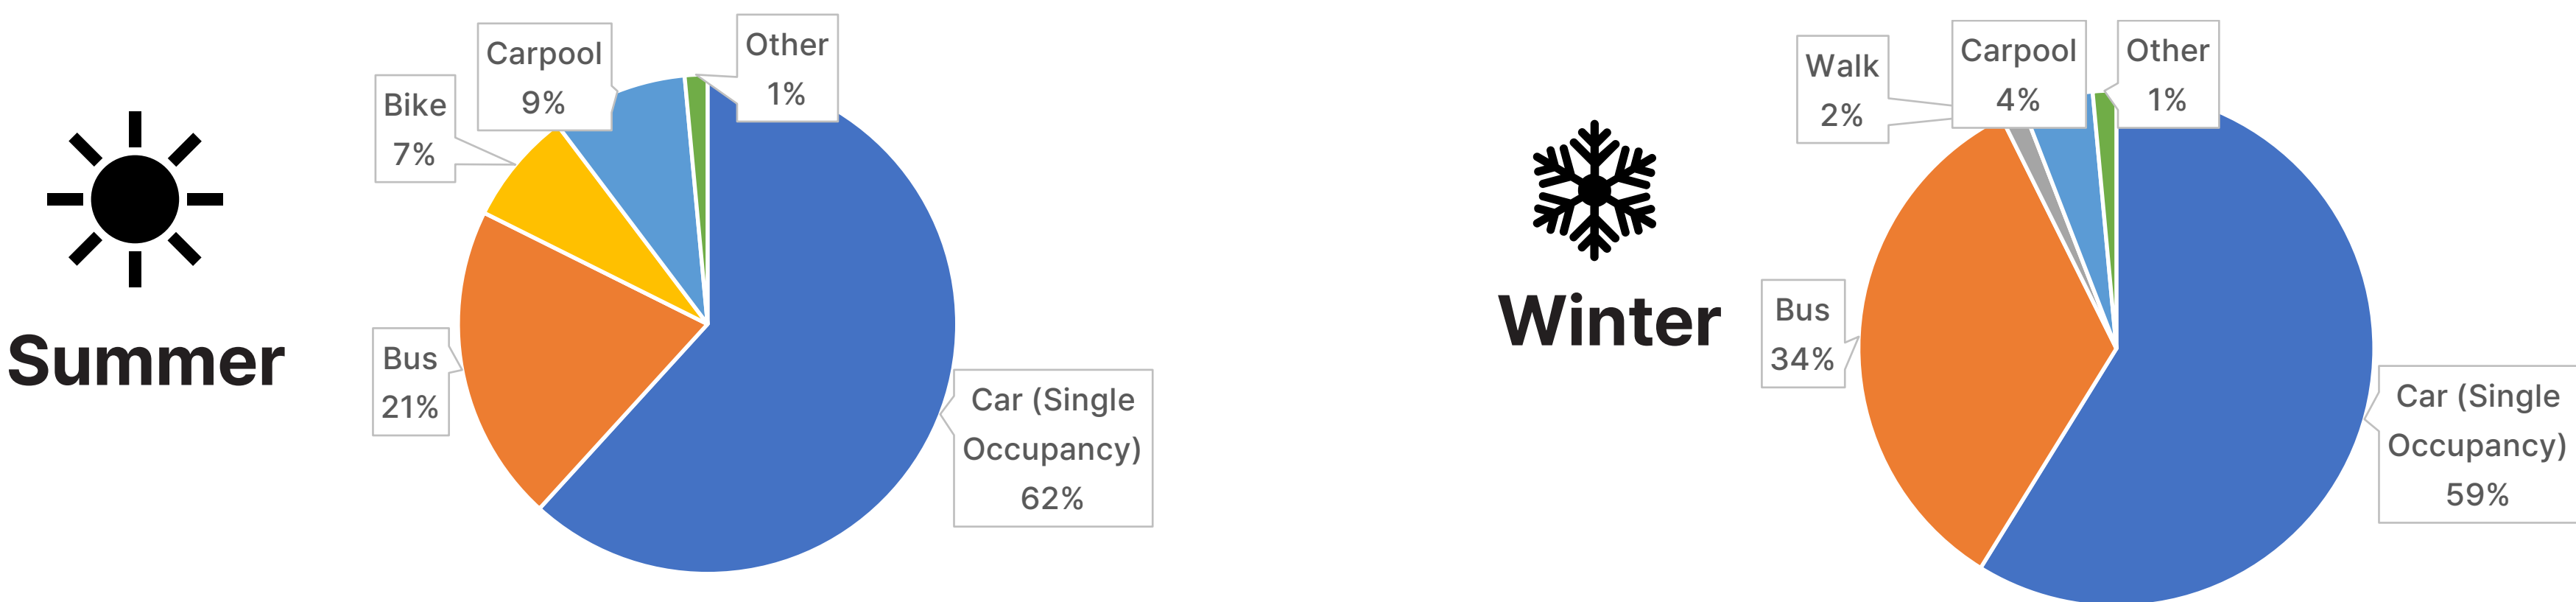 Summer
Carpool
9%
Other
1%
Bike
7%
Bus
21%
Car (Single
Occupancy)
62%
Winter
Walk
2%
Carpool
4%
Other
1%
Bus
34%
Car (Single
Occupancy)
59%